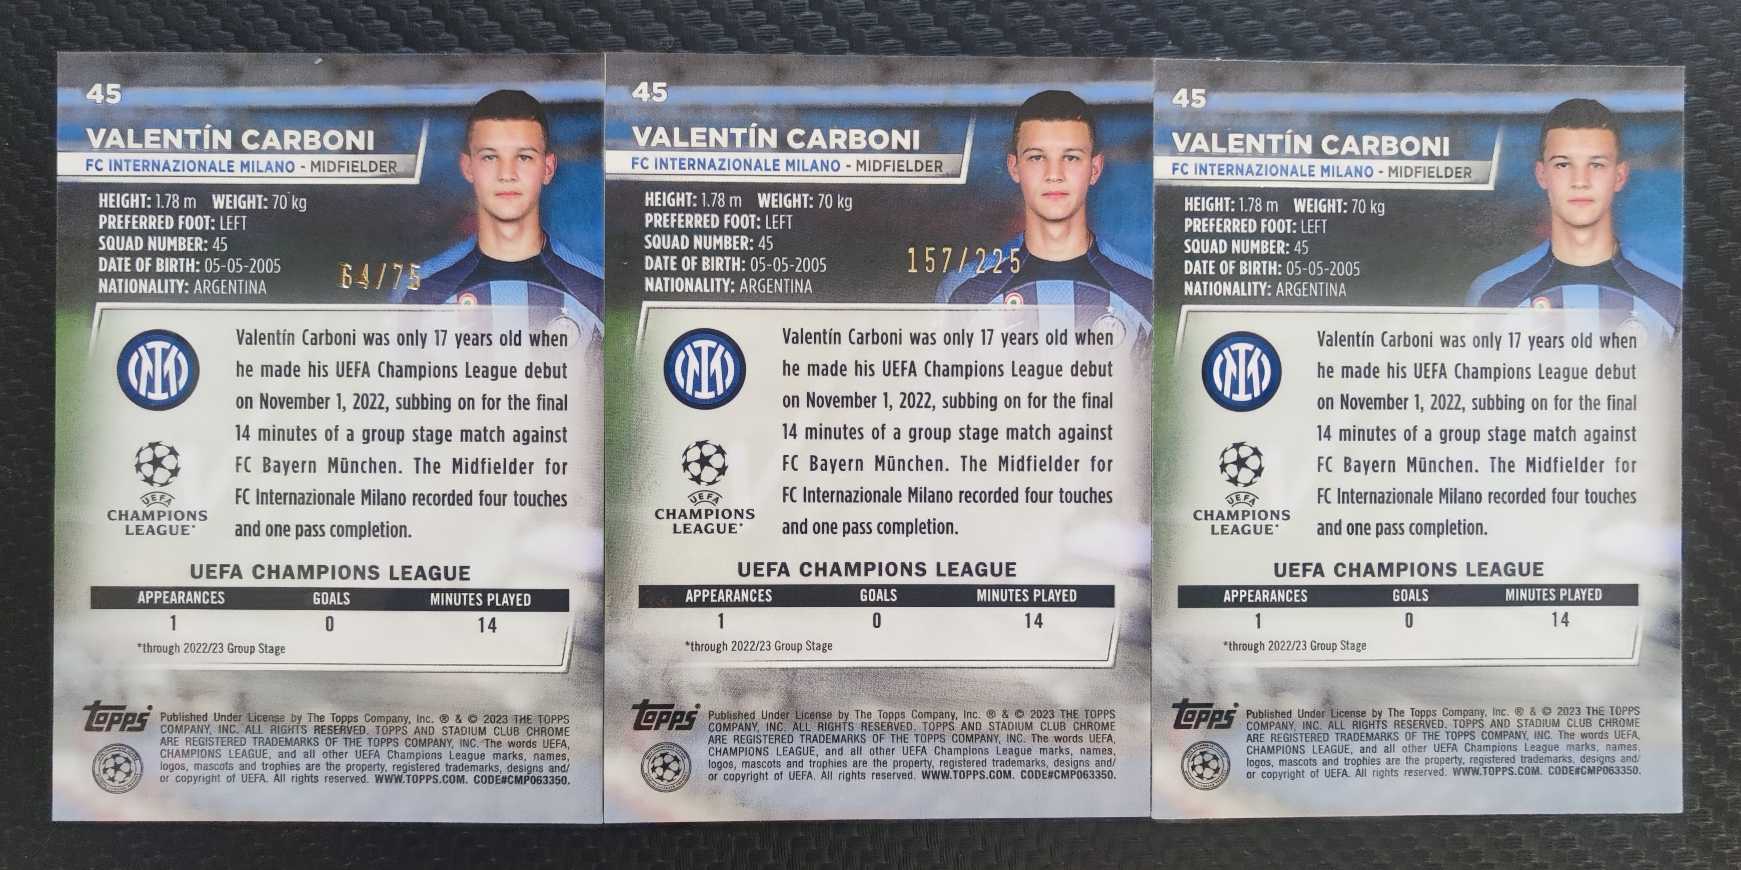 45
VALENTÍN CARBONI
FC INTERNAZIONALE MILANO - MIDFIELDER
HEIGHT: 1.78 m WEIGHT: 70 kg
PREFERRED FOOT: LEFT
SQUAD NUMBER: 45
DATE OF BIRTH: 05-05-2005
64/75
NATIONALITY: ARGENTINA
Valentín Carboni was only 17 years old when
he made his UEFA Champions League debut
on November 1, 2022, subbing on for the final
14 minutes of a group stage match against
FC Bayern München. The Midfielder for
FC Internazionale Milano recorded four touches
and one pass completion.
UEFA
CHAMPIONS
LEAGUE
UEFA CHAMPIONS LEAGUE
APPEARANCES GOALS MINUTES PLAYED
1 0 14
*through 2022/23 Group Stage
Topps
Published Under License by The Topps Company, Inc. ® & © 2023 THE TOPPS
COMPANY, INC. ALL RIGHTS RESERVED. TOPPS AND STADIUM CLUB CHROME
ARE REGISTERED TRADEMARKS OF THE TOPPS COMPANY, INC. The words UEFA,
CHAMPIONS LEAGUE, and all other UEFA Champions League marks, names,
logos, mascots and trophies are the property, registered trademarks, designs and/
or copyright of UEFA. All rights reserved. WWW.TOPPS.COM. CODE#CMP063350.
45
VALENTÍN CARBONI
FC INTERNAZIONALE MILANO - MIDFIELDER
HEIGHT: 1.78 m WEIGHT: 70 kg
PREFERRED FOOT: LEFT
SQUAD NUMBER: 45
DATE OF BIRTH: 05-05-2005
157/225
NATIONALITY: ARGENTINA
Valentín Carboni was only 17 years old when
he made his UEFA Champions League debut
on November 1, 2022, subbing on for the final
14 minutes of a group stage match against
FC Bayern München. The Midfielder for
FC Internazionale Milano recorded four touches
and one pass completion.
UEFA
CHAMPIONS
LEAGUE
UEFA CHAMPIONS LEAGUE
APPEARANCES GOALS MINUTES PLAYED
1 0 14
*through 2022/23 Group Stage
Topps
Published Under License by The Topps Company, Inc. ® & © 2023 THE TOPPS
COMPANY, INC. ALL RIGHTS RESERVED. TOPPS AND STADIUM CLUB CHROME
ARE REGISTERED TRADEMARKS OF THE TOPPS COMPANY, INC. The words UEFA,
CHAMPIONS LEAGUE, and all other UEFA Champions League marks, names,
logos, mascots and trophies are the property, registered trademarks, designs and/
or copyright of UEFA. All rights reserved. WWW.TOPPS.COM. CODE#CMP063350.
45
VALENTÍN CARBONI
FC INTERNAZIONALE MILANO - MIDFIELDER
HEIGHT: 1.78 m WEIGHT: 70 kg
PREFERRED FOOT: LEFT
SQUAD NUMBER: 45
DATE OF BIRTH: 05-05-2005
NATIONALITY: ARGENTINA
Valentín Carboni was only 17 years old when
he made his UEFA Champions League debut
on November 1, 2022, subbing on for the final
14 minutes of a group stage match against
FC Bayern München. The Midfielder for
FC Internazionale Milano recorded four touches
and one pass completion.
UEFA
CHAMPIONS
LEAGUE
UEFA CHAMPIONS LEAGUE
APPEARANCES GOALS MINUTES PLAYED
1 0 14
*through 2022/23 Group Stage
Topps
Published Under License by The Topps Company, Inc. ® & © 2023 THE TOPPS
COMPANY, INC. ALL RIGHTS RESERVED. TOPPS AND STADIUM CLUB CHROME
ARE REGISTERED TRADEMARKS OF THE TOPPS COMPANY, INC. The words UEFA,
CHAMPIONS LEAGUE, and all other UEFA Champions League marks, names,
logos, mascots and trophies are the property, registered trademarks, designs and/
or copyright of UEFA. All rights reserved. WWW.TOPPS.COM. CODE#CMP063350.